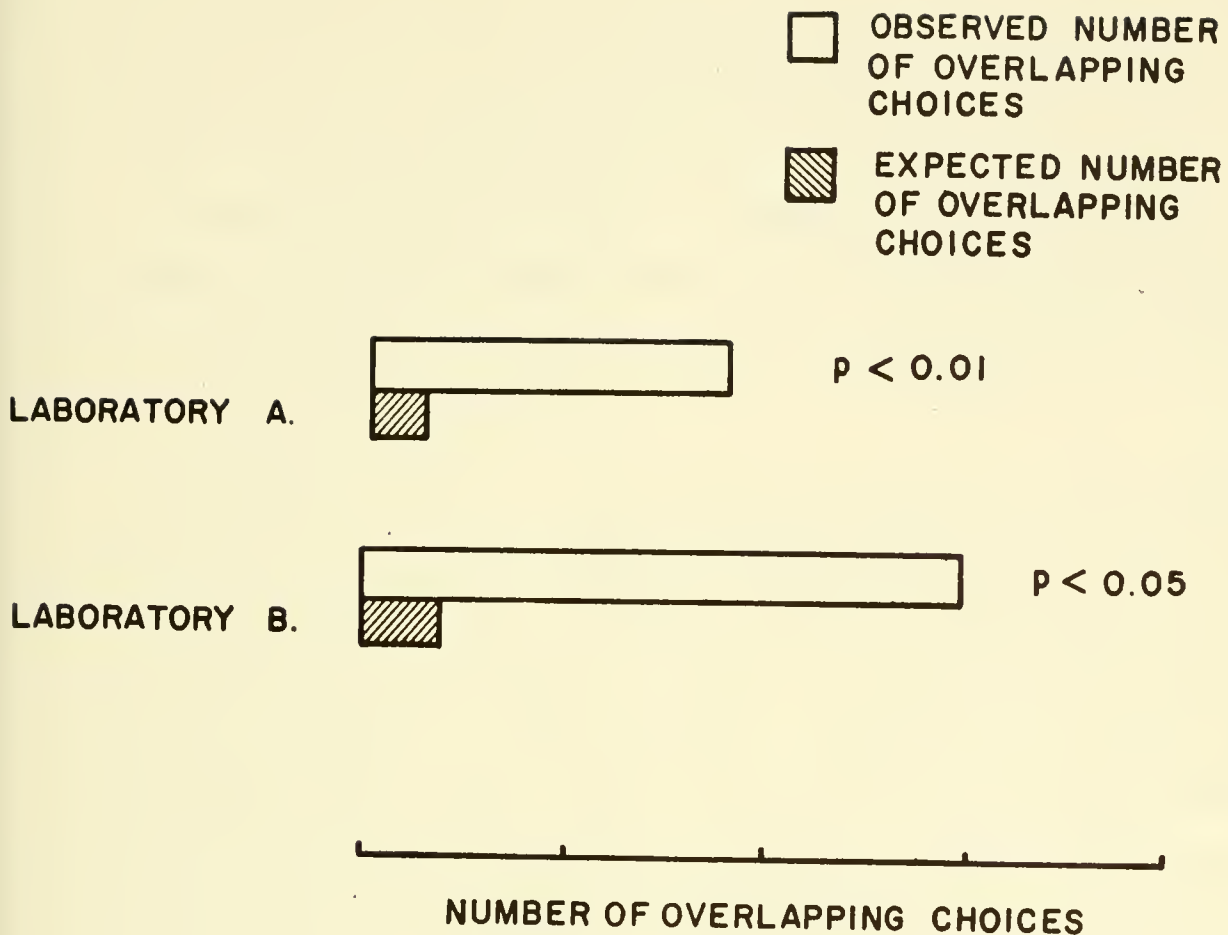 OBSERVED NUMBER
OF OVERLAPPING
CHOICES
EXPECTED NUMBER
OF OVERLAPPING
CHOICES
p < 0.01
LABORATORY A.
p < 0.05
LABORATORY B.
NUMBER OF OVERLAPPING CHOICES